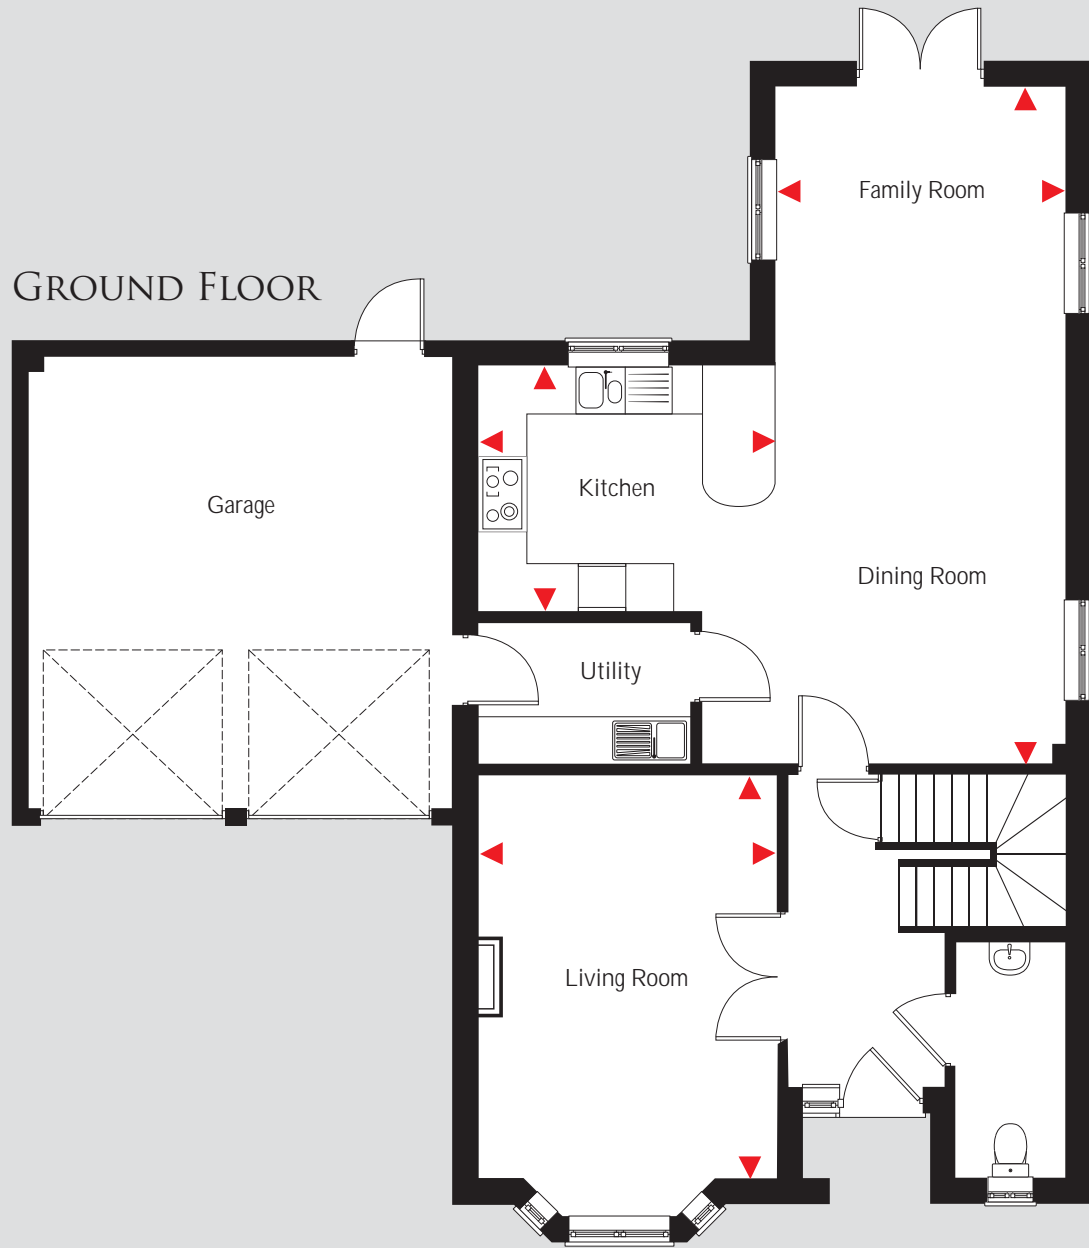 Family Room
GROUND FLOOR
Garage
Kitchen
Dining Room
Utility
Living Room